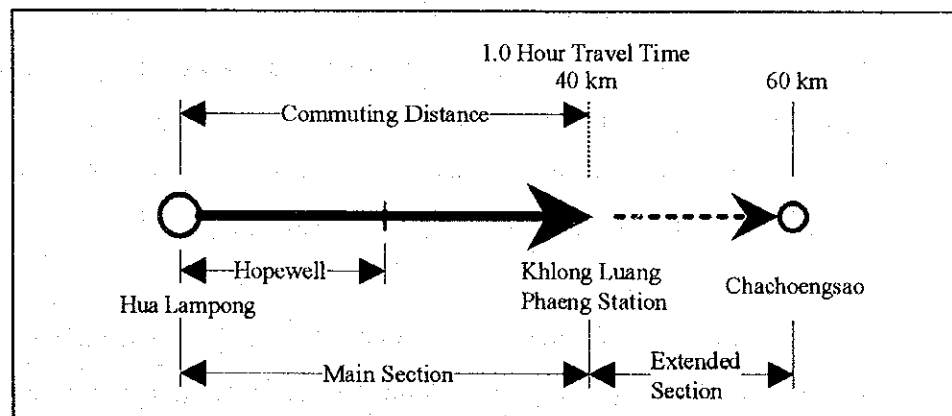 1.0 Hour Travel Time
40 km
60 km
Commuting Distance
Hopewell
Hua Lampong
Khlong Luang
Phaeng Station
Chachoengsao
Main Section
Extended
Section